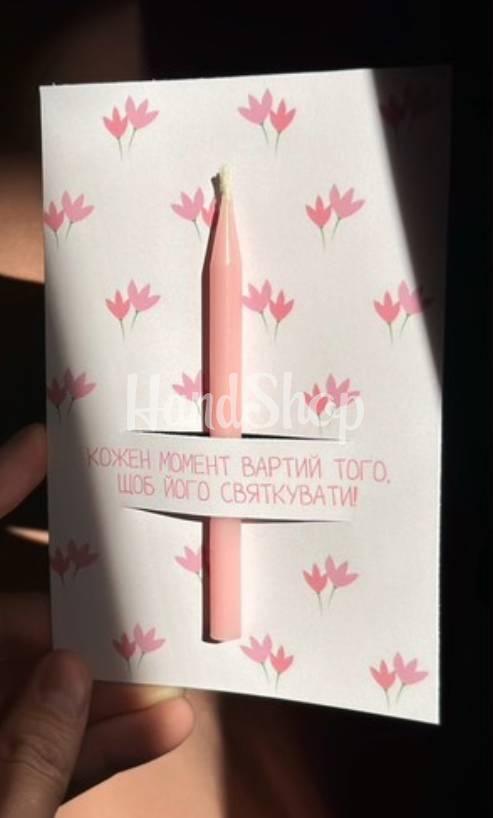 HandShop
КОЖЕН МОМЕНТ ВАРТИЙ ТОГО,
ЩОБ ЙОГО СВЯТКУВАТИ!